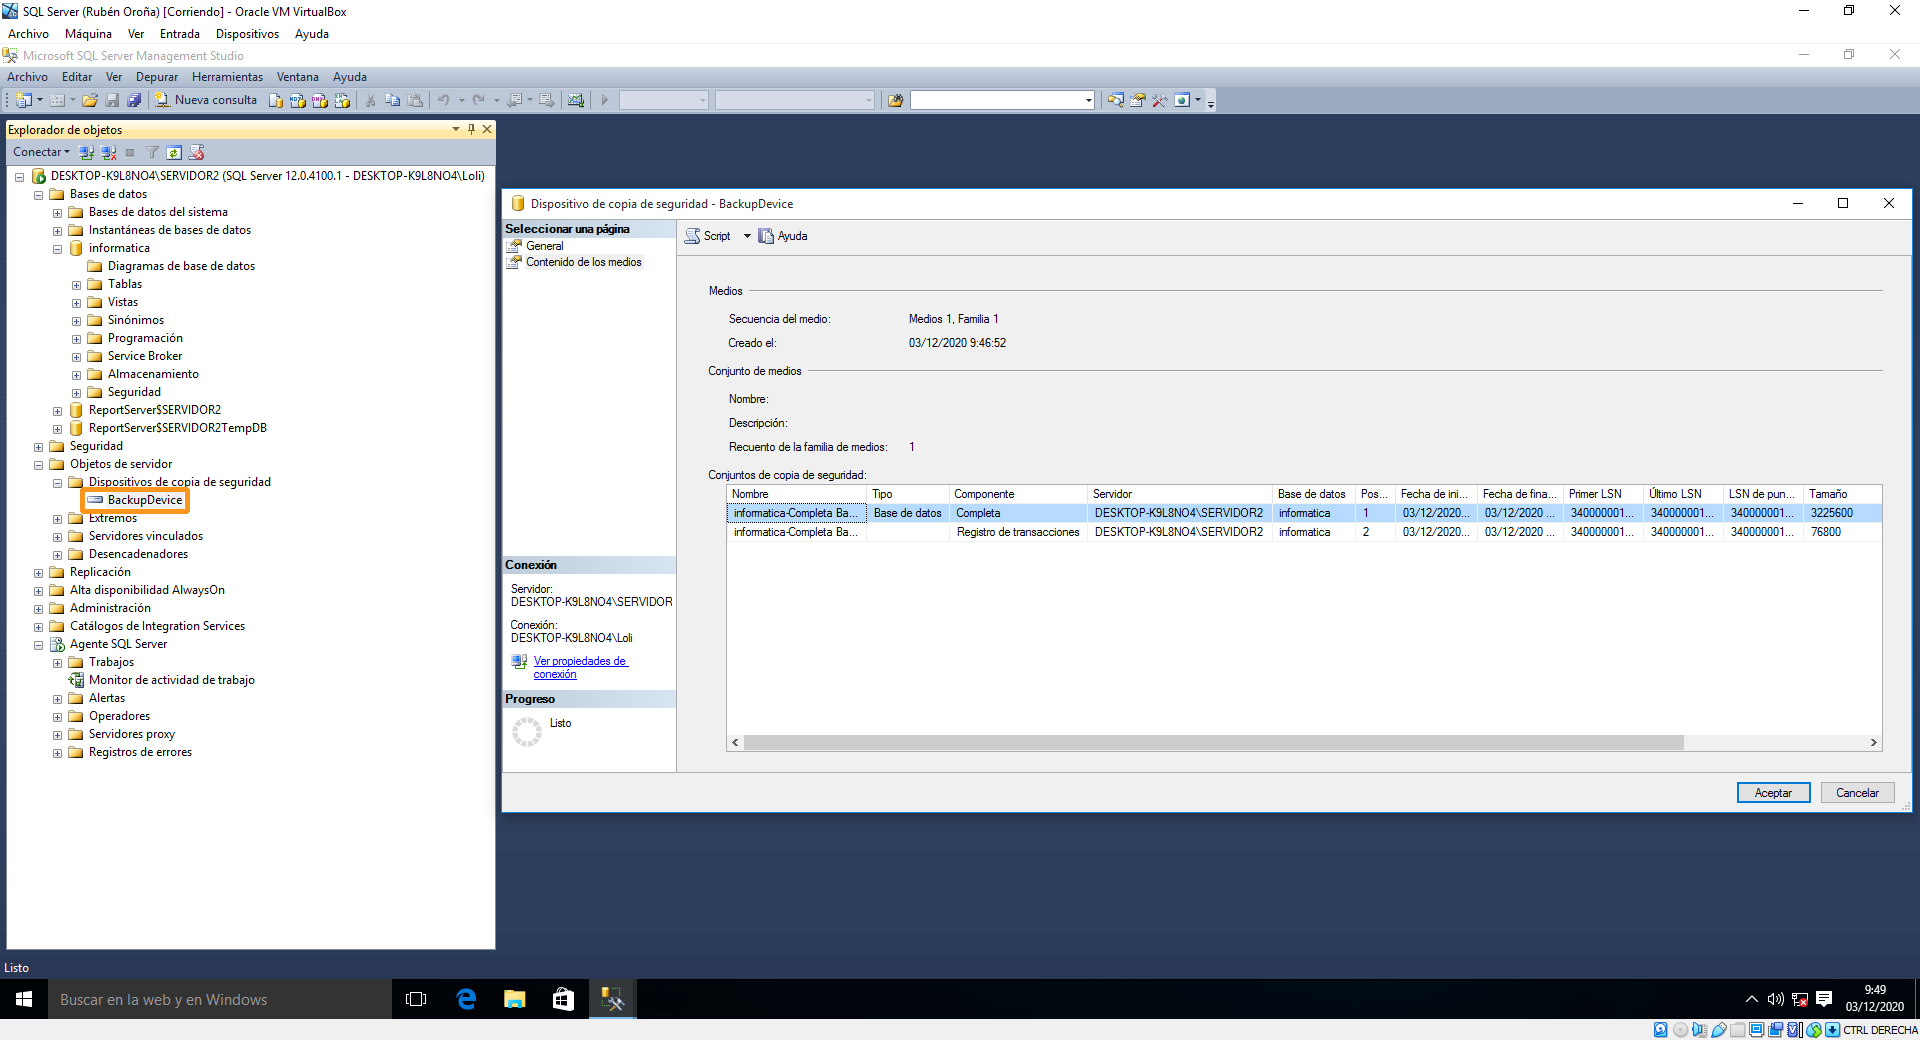 SQL Server (Rubén Oroña) [Corriendo] - Oracle VM VirtualBox
Archivo Máquina Ver Entrada Dispositivos Ayuda
Microsoft SQL Server Management Studio
Archivo Editar Ver Depurar Herramientas Ventana Ayuda
Nueva consulta
Explorador de objetos
Conectar
DESKTOP-K9L8NO4\SERVIDOR2 (SQL Server 12.0.4100.1 - DESKTOP-K9L8NO4\Loli)
Bases de datos
Bases de datos del sistema
Instantáneas de bases de datos
informatica
Diagramas de base de datos
Tablas
Vistas
Sinónimos
Programación
Service Broker
Almacenamiento
Seguridad
ReportServer$SERVIDOR2
ReportServer$SERVIDOR2TempDB
Seguridad
Objetos de servidor
Dispositivos de copia de seguridad
BackupDevice
Extremos
Servidores vinculados
Desencadenadores
Replicación
Alta disponibilidad AlwaysOn
Administración
Catálogos de Integration Services
Agente SQL Server
Trabajos
Monitor de actividad de trabajo
Alertas
Operadores
Servidores proxy
Registros de errores
Dispositivo de copia de seguridad - BackupDevice
Seleccionar una página
General
Contenido de los medios
Conexión
Servidor:
DESKTOP-K9L8NO4\SERVIDOR
Conexión:
DESKTOP-K9L8NO4\Loli
Ver propiedades de
conexión
Progreso
Listo
Script Ayuda
Medios
Secuencia del medio: Medios 1, Familia 1
Creado el: 03/12/2020 9:46:52
Conjunto de medios
Nombre:
Descripción:
Recuento de la familia de medios: 1
Conjuntos de copia de seguridad:
Nombre Tipo Componente Servidor Base de datos Pos... Fecha de ini... Fecha de fina... Primer LSN Último LSN LSN de pun... Tamaño
informatica-Completa Ba... Base de datos Completa DESKTOP-K9L8NO4\SERVIDOR2 informatica 1 03/12/2020... 03/12/2020 ... 340000001... 340000001... 340000001... 3225600
informatica-Completa Ba... Registro de transacciones DESKTOP-K9L8NO4\SERVIDOR2 informatica 2 03/12/2020... 03/12/2020 ... 340000001... 340000001... 340000001... 76800
Aceptar Cancelar
Listo
Buscar en la web y en Windows
9:49
03/12/2020
CTRL DERECHA